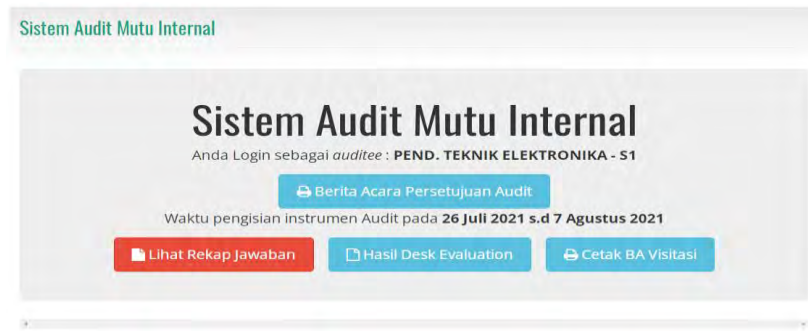 Sistem Audit Mutu Internal
Sistem Audit Mutu Internal
Anda Login sebagai auditee : PEND. TEKNIK ELEKTRONIKA - S1
Berita Acara Persetujuan Audit
Waktu pengisian instrumen Audit pada 26 Juli 2021 s.d 7 Agustus 2021
Lihat Rekap Jawaban Hasil Desk Evaluation Cetak BA Visitasi